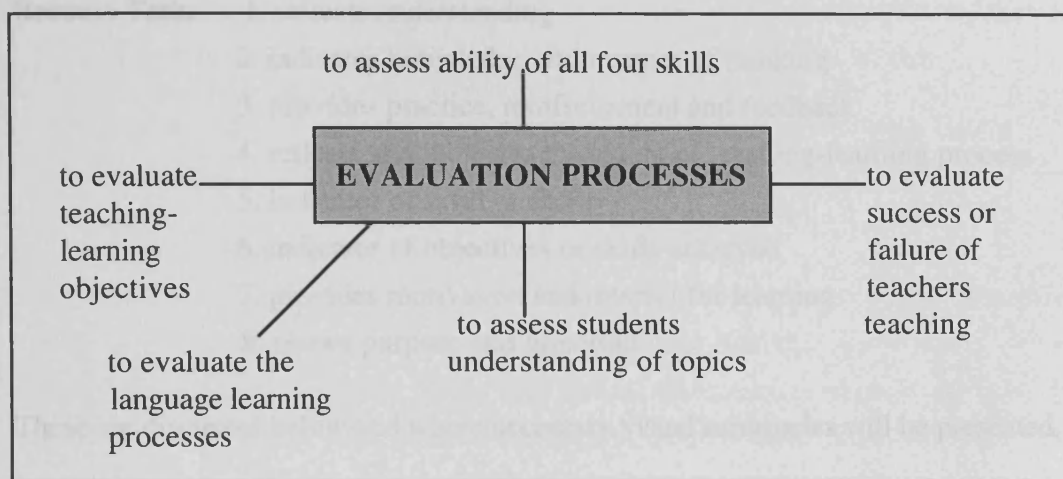 to assess ability of all four skills
EVALUATION PROCESSES
to evaluate
teaching-
learning
objectives
to evaluate
success or
failure of
teachers
teaching
to assess students
understanding of topics
to evaluate the
language learning
processes